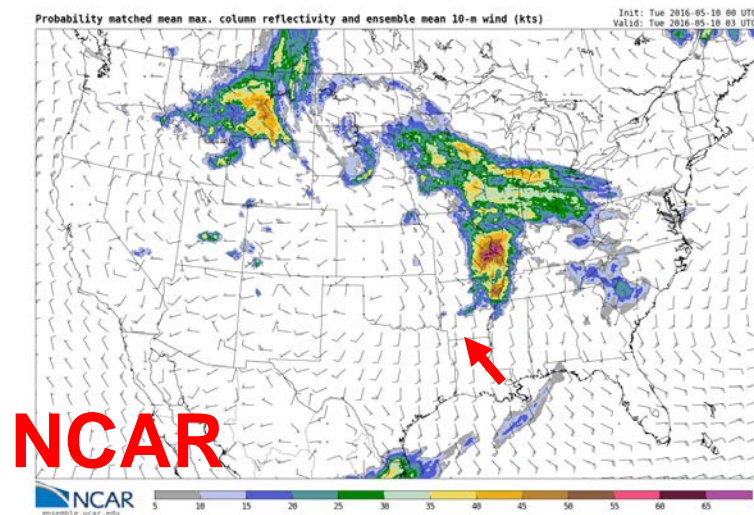 Probability matched mean max. column reflectivity and ensemble mean 10-m wind (kts)
Init: Tue 2016-05-10 00 UTC
Valid: Tue 2016-05-10 03 UTC
NCAR
NCAR
ensemble.ucar.edu
5 10 15 20 25 30 35 40 45 50 55 60 65